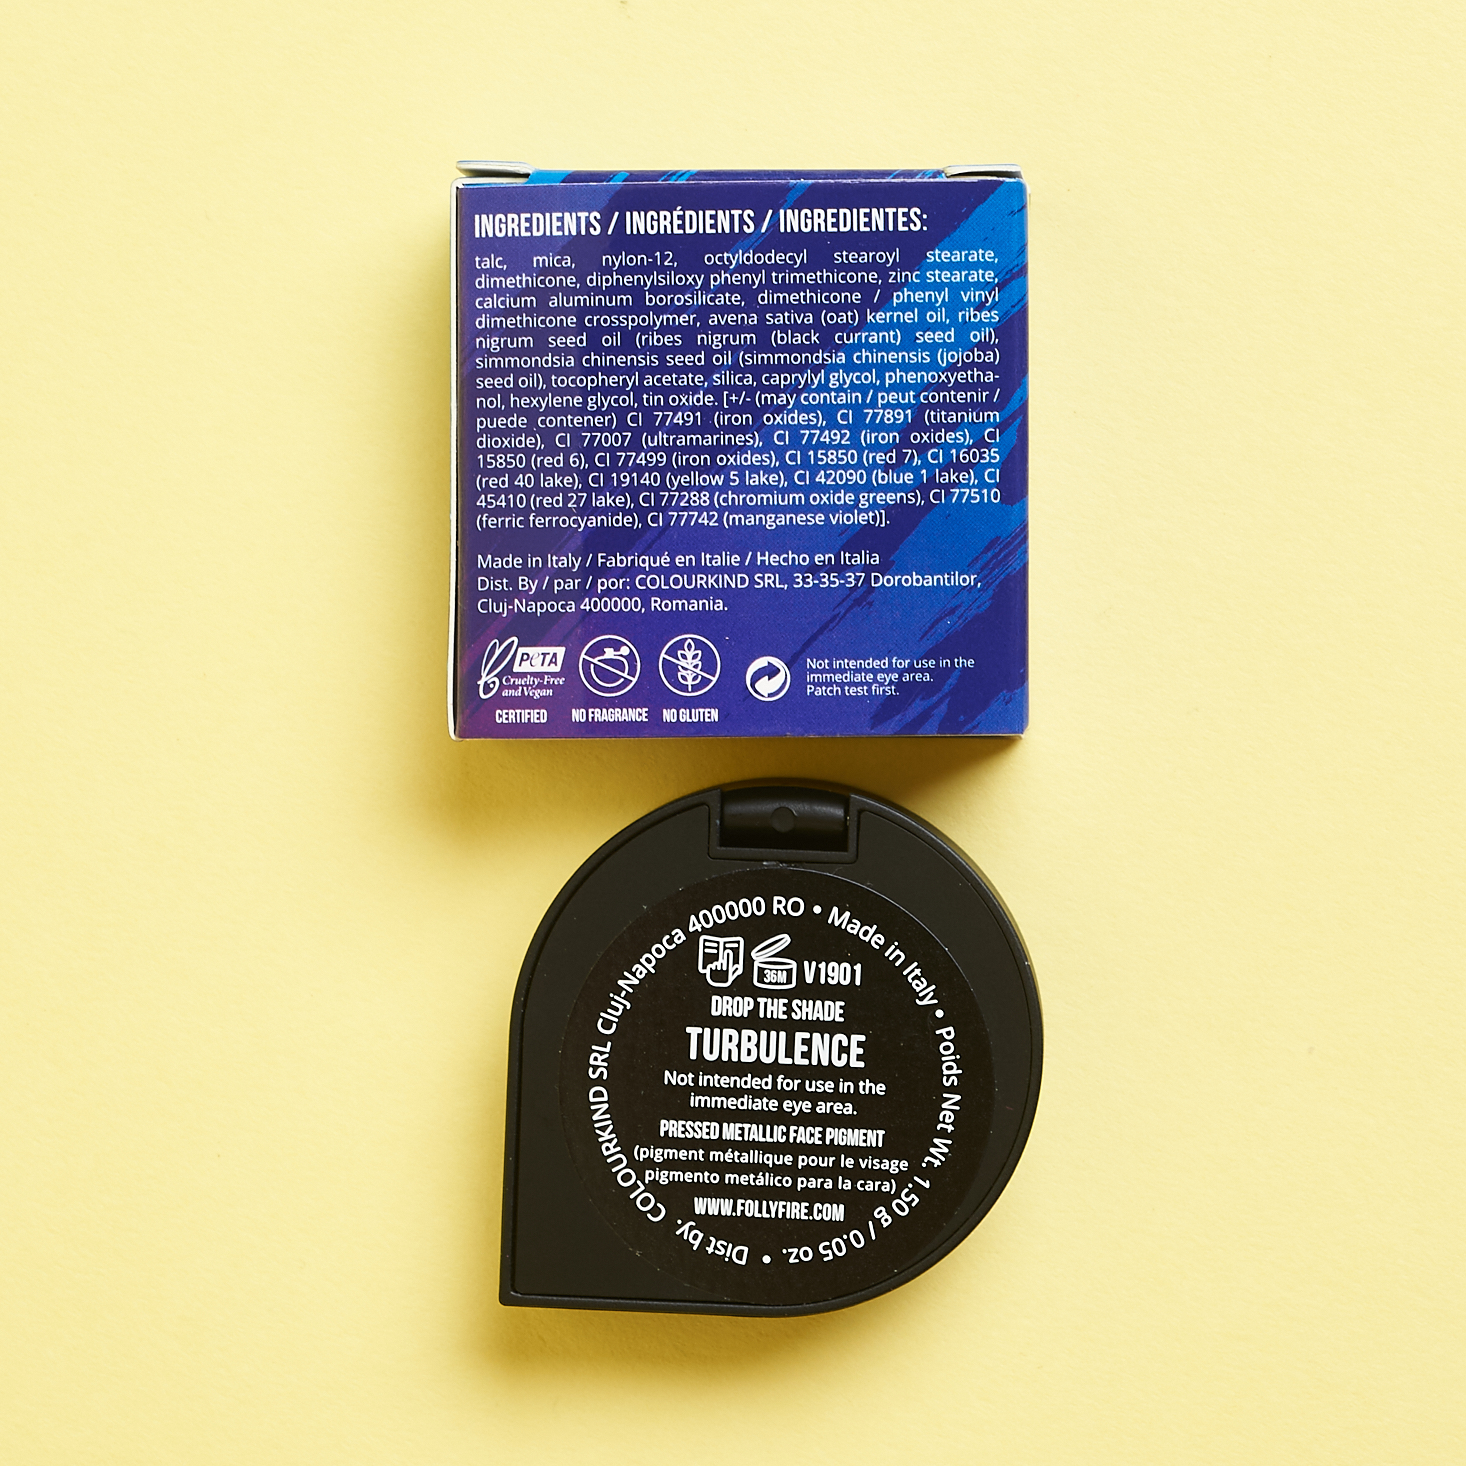 INGREDIENTS / INGRÉDIENTS / INGREDIENTES:
talc, mica, nylon-12, octyldodecyl stearoyl stearate,
dimethicone, diphenylsiloxy phenyl trimethicone, zinc stearate,
calcium aluminum borosilicate, dimethicone / phenyl vinyl
dimethicone crosspolymer, avena sativa (oat) kernel oil, ribes
nigrum seed oil (ribes nigrum (black currant) seed oil),
simmondsia chinensis seed oil (simmondsia chinensis (jojoba)
seed oil), tocopheryl acetate, silica, caprylyl glycol, phenoxyetha-
nol, hexylene glycol, tin oxide. [+/- (may contain / peut contenir /
puede contener) CI 77491 (iron oxides), CI 77891 (titanium
dioxide), CI 77007 (ultramarines), CI 77492 (iron oxides), CI
15850 (red 6), CI 77499 (iron oxides), CI 15850 (red 7), CI 16035
(red 40 lake), CI 19140 (yellow 5 lake), CI 42090 (blue 1 lake), CI
45410 (red 27 lake), CI 77288 (chromium oxide greens), CI 77510
(ferric ferrocyanide), CI 77742 (manganese violet)].
Made in Italy / Fabriqué en Italie / Hecho en Italia
Dist. By / par / por: COLOURKIND SRL, 33-35-37 Dorobantilor,
Cluj-Napoca 400000, Romania.
PeTA
Cruelty-Free
and Vegan
CERTIFIED
NO FRAGRANCE
NO GLUTEN
Not intended for use in the
immediate eye area.
Patch test first.
Dist by. COLOURKIND SRL Cluj-Napoca 400000 RO • Made in Italy • Poids Net Wt. 1.50 g / 0.05 oz. •
36M
V1901
DROP THE SHADE
TURBULENCE
Not intended for use in the
immediate eye area.
PRESSED METALLIC FACE PIGMENT
(pigment métallique pour le visage
pigmento metálico para la cara)
WWW.FOLLYFIRE.COM